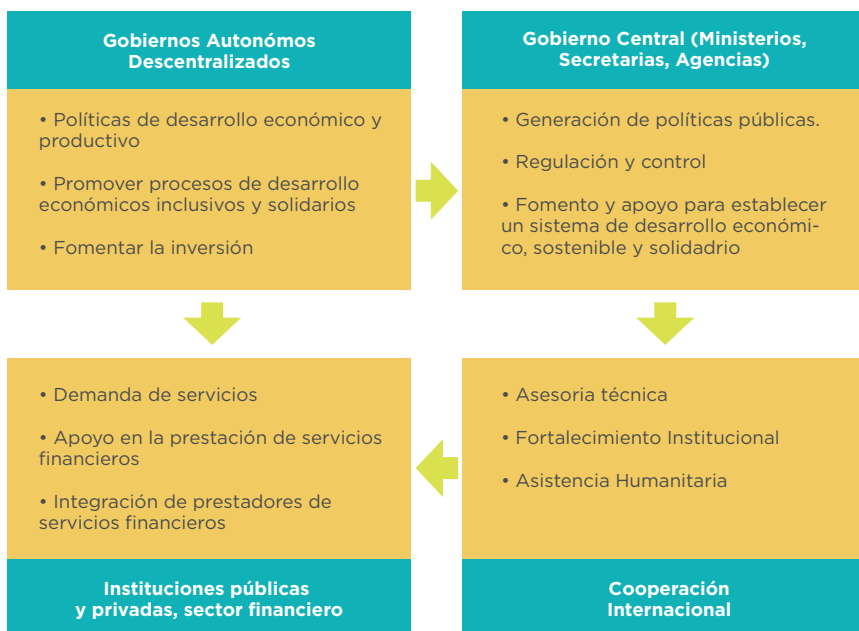 Gobiernos Autonómos
Descentralizados
• Políticas de desarrollo económico y
productivo
• Promover procesos de desarrollo
económicos inclusivos y solidarios
• Fomentar la inversión
Gobierno Central (Ministerios,
Secretarias, Agencias)
• Generación de políticas públicas.
• Regulación y control
• Fomento y apoyo para establecer
un sistema de desarrollo económi-
co, sostenible y solidadrio
• Demanda de servicios
• Apoyo en la prestación de servicios
financieros
• Integración de prestadores de
servicios financieros
Instituciones públicas
y privadas, sector financiero
• Asesoria técnica
• Fortalecimiento Institucional
• Asistencia Humanitaria
Cooperación
Internacional